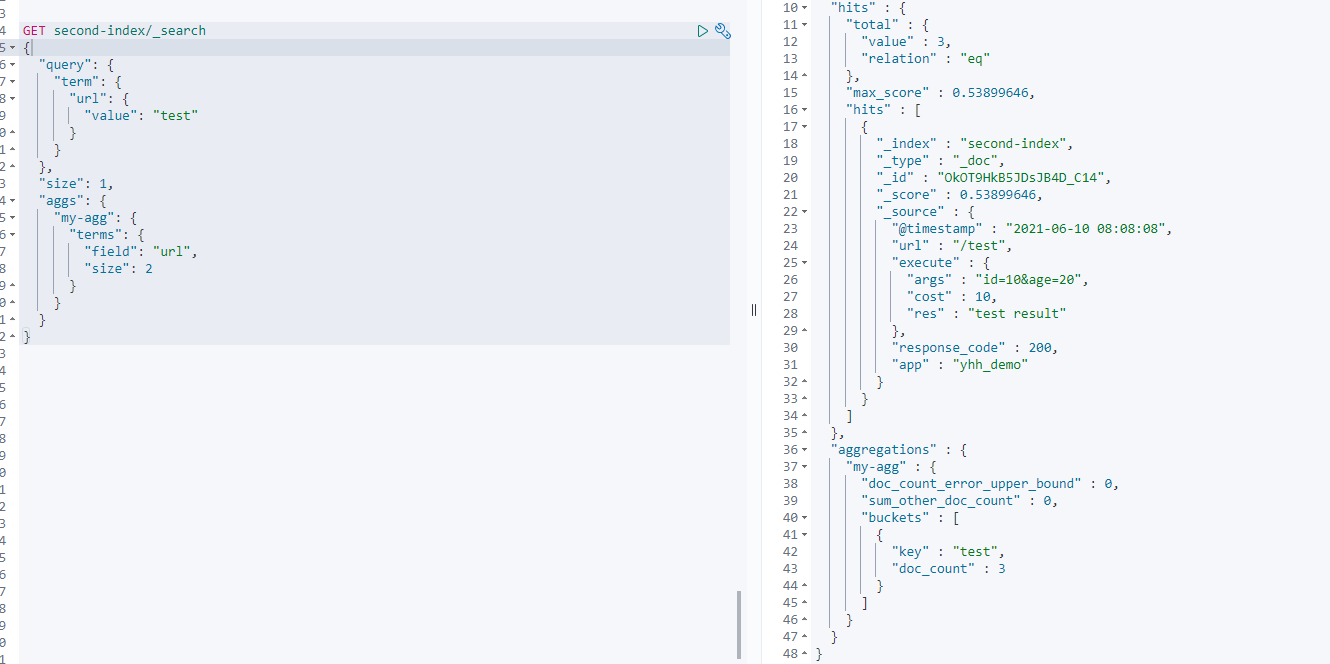 3
4 GET second-index/_search
5 {
6 "query": {
7 "term": {
8 "url": {
9 "value": "test"
0 }
1 }
2 },
3 "size": 1,
4 "aggs": {
5 "my-agg": {
6 "terms": {
7 "field": "url",
8 "size": 2
9 }
0 }
1 }
2 }
3
4
5
6
7
8
9
0
1
2
3
4
5
6
7
8
9
0
1
10 "hits" : {
11 "total" : {
12 "value" : 3,
13 "relation" : "eq"
14 },
15 "max_score" : 0.53899646,
16 "hits" : [
17 {
18 "_index" : "second-index",
19 "_type" : "_doc",
20 "_id" : "OkOT9HkB5JDsJB4D_C14",
21 "_score" : 0.53899646,
22 "_source" : {
23 "@timestamp" : "2021-06-10 08:08:08",
24 "url" : "/test",
25 "execute" : {
26 "args" : "id=10&age=20",
27 "cost" : 10,
28 "res" : "test result"
29 },
30 "response_code" : 200,
31 "app" : "yhh_demo"
32 }
33 }
34 ]
35 },
36 "aggregations" : {
37 "my-agg" : {
38 "doc_count_error_upper_bound" : 0,
39 "sum_other_doc_count" : 0,
40 "buckets" : [
41 {
42 "key" : "test",
43 "doc_count" : 3
44 }
45 ]
46 }
47 }
48 }